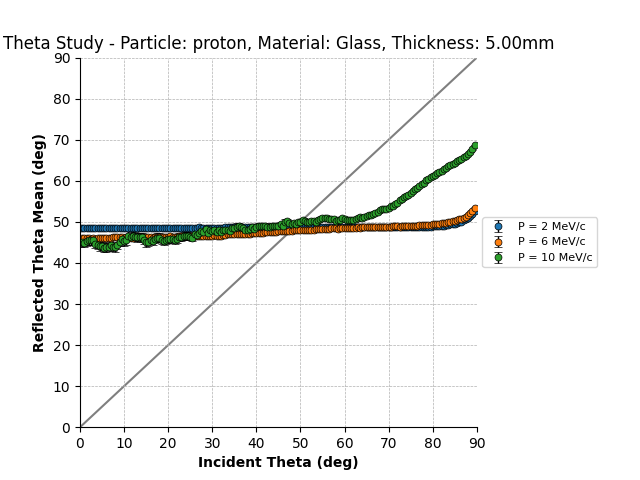 Theta Study - Particle: proton, Material: Glass, Thickness: 5.00mm
90
80
70
60
50
40
30
20
10
0
Reflected Theta Mean (deg)
0 10 20 30 40 50 60 70 80 90
Incident Theta (deg)
P = 2 MeV/c
P = 6 MeV/c
P = 10 MeV/c